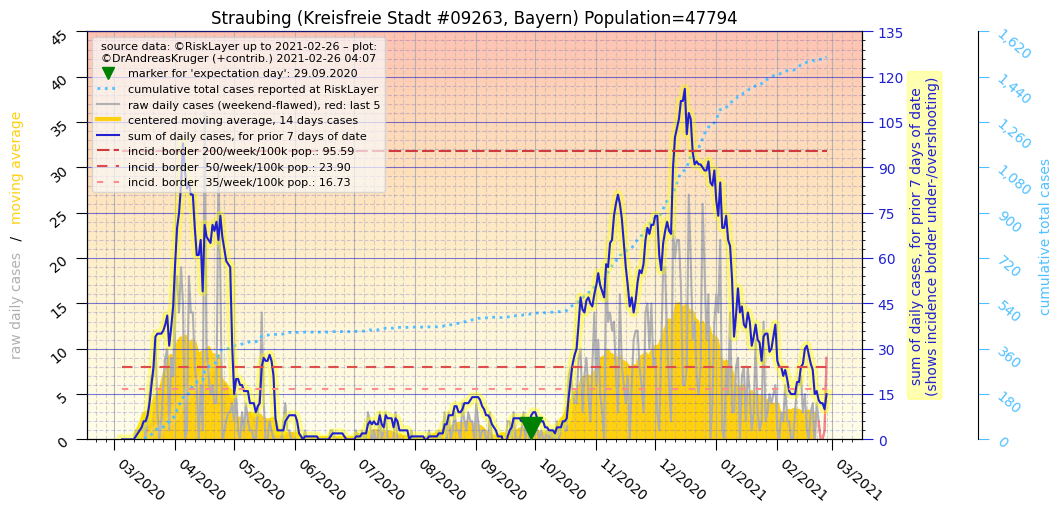 Straubing (Kreisfreie Stadt #09263, Bayern) Population=47794
source data: ©RiskLayer up to 2021-02-26 – plot:
©DrAndreasKruger (+contrib.) 2021-02-26 04:07
marker for 'expectation day': 29.09.2020
cumulative total cases reported at RiskLayer
raw daily cases (weekend-flawed), red: last 5
centered moving average, 14 days cases
sum of daily cases, for prior 7 days of date
incid. border 200/week/100k pop.: 95.59
incid. border  50/week/100k pop.: 23.90
incid. border  35/week/100k pop.: 16.73
raw daily cases   /   moving average
45
40
35
30
25
20
15
10
5
0
03/2020
04/2020
05/2020
06/2020
07/2020
08/2020
09/2020
10/2020
11/2020
12/2020
01/2021
02/2021
03/2021
135
120
105
90
75
60
45
30
15
0
sum of daily cases, for prior 7 days of date
(shows incidence border under-/overshooting)
1,620
1,440
1,260
1,080
900
720
540
360
180
0
cumulative total cases